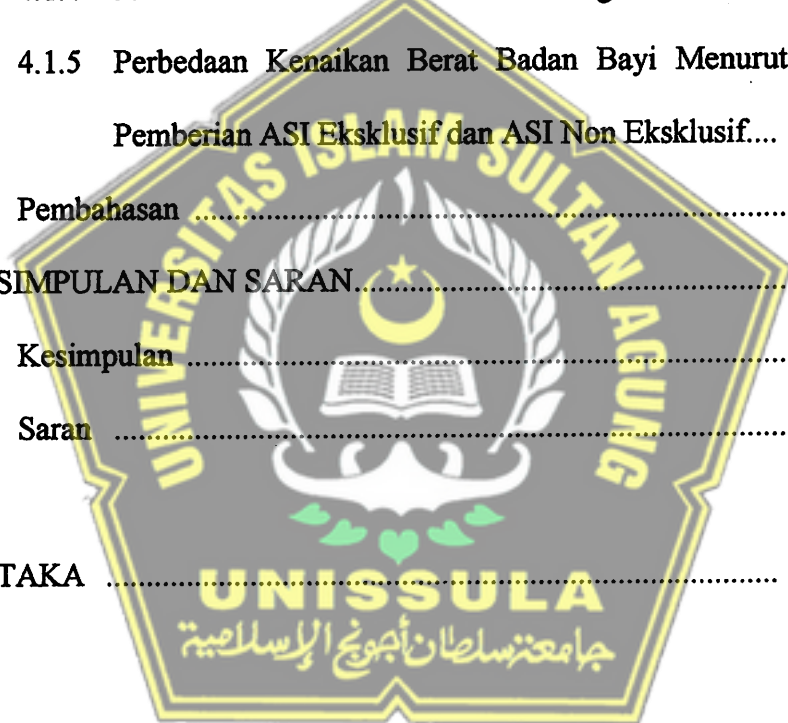 4.1.5 Perbedaan Kenaikan Berat Badan Bayi Menurut
Pemberian ASI Eksklusif dan ASI Non Eksklusif....
Pembahasan ..............................
SIMPULAN DAN SARAN..............................
Kesimpulan ..............................
Saran ..............................
TAKA ..............................
UNIVERSITAS ISLAM SULTAN AGUNG
UNISSULA
جامعة سلطان أجونج الإسلامية